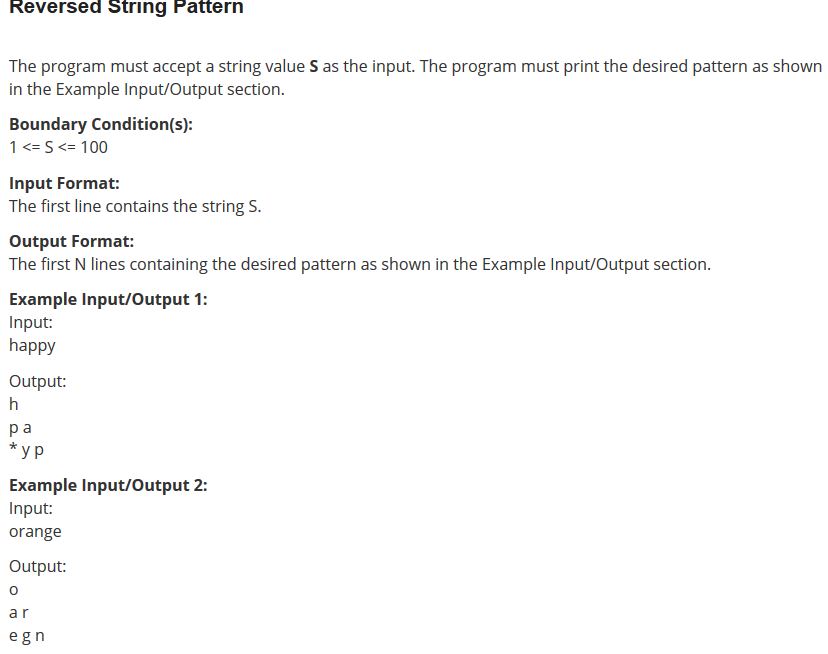 Reversed String Pattern
The program must accept a string value S as the input. The program must print the desired pattern as shown
in the Example Input/Output section.
Boundary Condition(s):
1 <= S <= 100
Input Format:
The first line contains the string S.
Output Format:
The first N lines containing the desired pattern as shown in the Example Input/Output section.
Example Input/Output 1:
Input:
happy
Output:
h
p a
* y p
Example Input/Output 2:
Input:
orange
Output:
o
a r
e g n